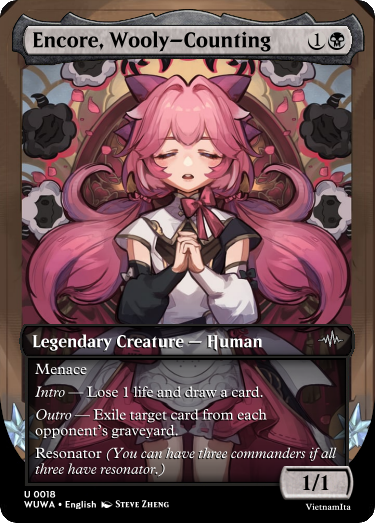 Encore, Wooly–Counting 1
Legendary Creature — Human
Menace
Intro — Lose 1 life and draw a card.
Outro — Exile target card from each
opponent's graveyard.
Resonator (You can have three commanders if all
three have resonator.)
1/1
U 0018
WUWA • English Steve Zheng
VietnamIta